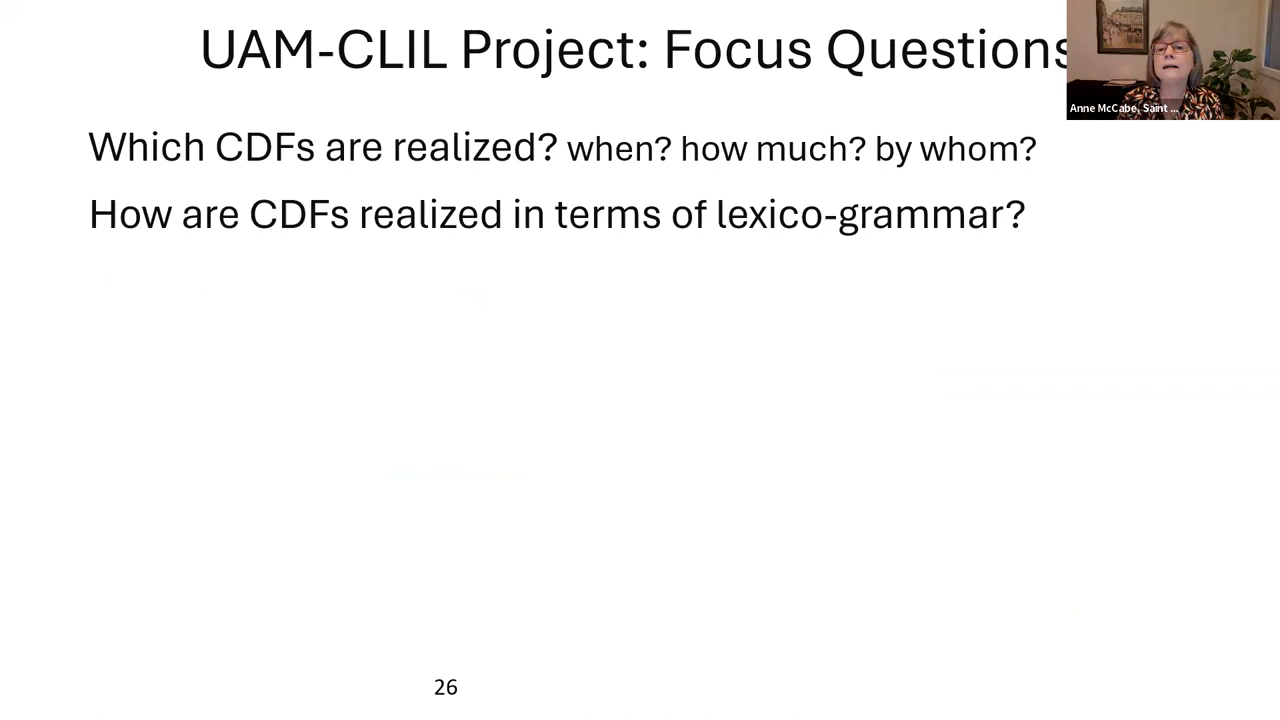 UAM-CLIL Project: Focus Questions
Anne McCabe, Saint ...
Which CDFs are realized? when? how much? by whom?
How are CDFs realized in terms of lexico-grammar?
26